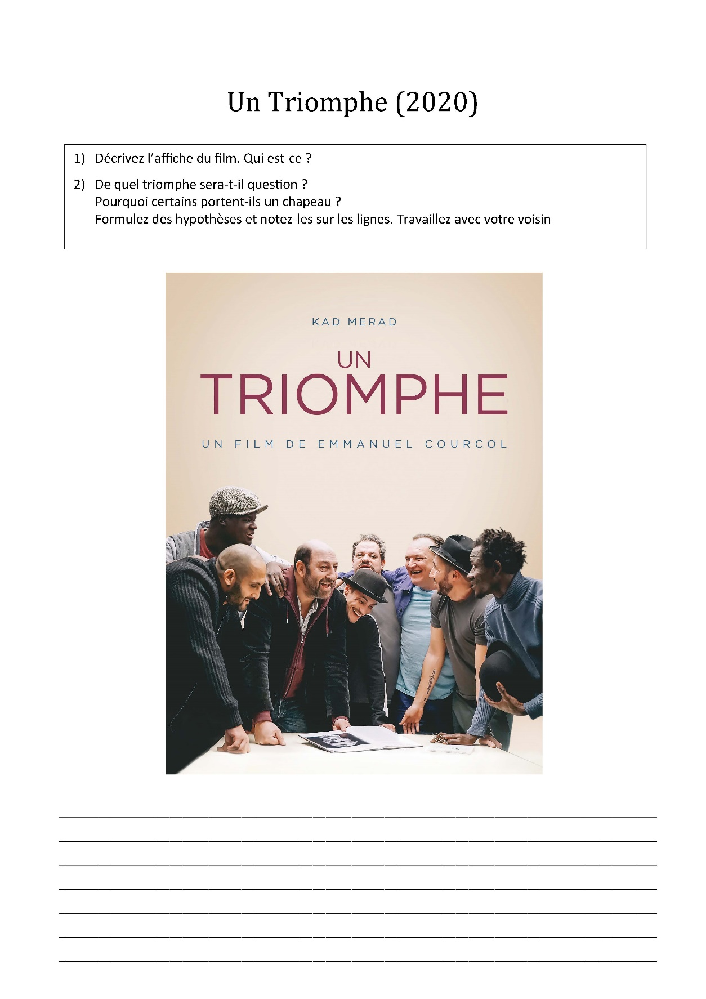 Un Triomphe (2020)
1) Décrivez l’affiche du film. Qui est-ce ?
2) De quel triomphe sera-t-il question ?
Pourquoi certains portent-ils un chapeau ?
Formulez des hypothèses et notez-les sur les lignes. Travaillez avec votre voisin
KAD MERAD
UN
TRIOMPHE
UN FILM DE EMMANUEL COURCOL